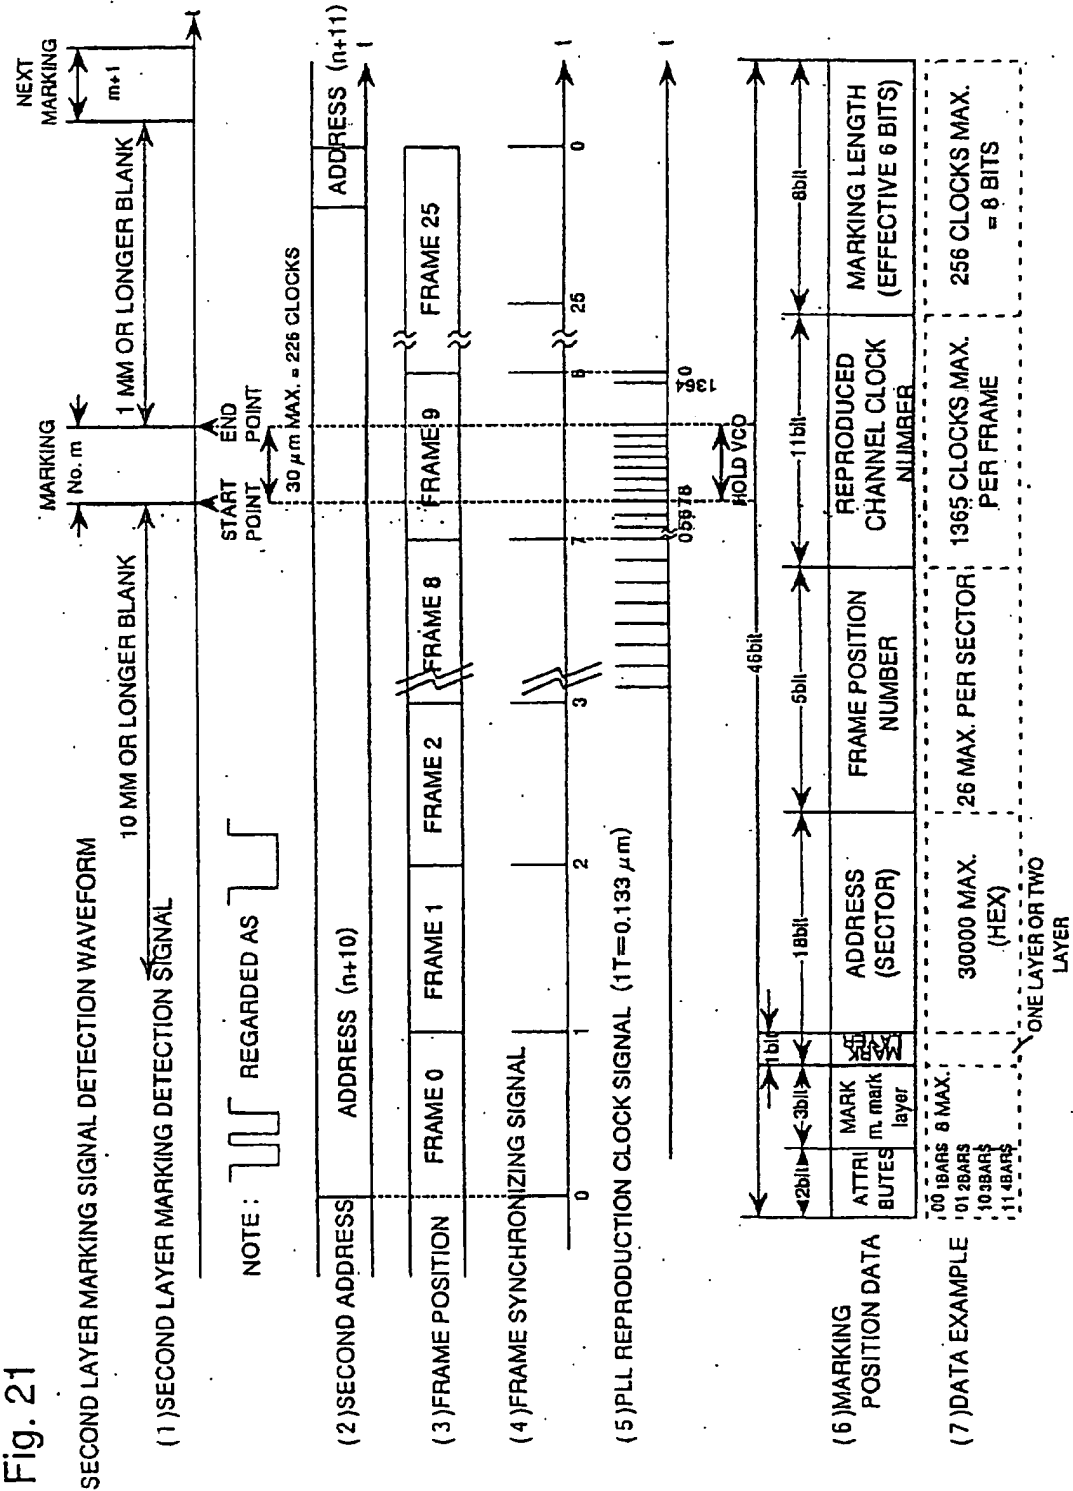 Fig. 21
SECOND LAYER MARKING SIGNAL DETECTION WAVEFORM
(1)SECOND LAYER MARKING DETECTION SIGNAL
10 MM OR LONGER BLANK
MARKING
No. m
1 MM OR LONGER BLANK
NEXT
MARKING
m+1
t
START
POINT
END
POINT
30 μm MAX. = 226 CLOCKS
NOTE :
REGARDED AS
(2)SECOND ADDRESS
ADDRESS (n+10)
ADDRESS (n+11)
t
(3)FRAME POSITION
FRAME 0
FRAME 1
FRAME 2
FRAME 8
FRAME 9
FRAME 25
(4)FRAME SYNCHRONIZING SIGNAL
0
1
2
3
7
25
0
t
(5)PLL REPRODUCTION CLOCK SIGNAL (1T=0.133 μm)
05678
1364
0
t
HOLD VCO
46bit
(6)MARKING
POSITION DATA
2bit
3bit
1bit
18bit
5bit
11bit
8bit
ATTRI
BUTES
MARK
m. mark
layer
MARK
LAYER
ADDRESS
(SECTOR)
FRAME POSITION
NUMBER
REPRODUCED
CHANNEL CLOCK
NUMBER
MARKING LENGTH
(EFFECTIVE 6 BITS)
(7)DATA EXAMPLE
00 1BARS
01 2BARS
10 3BARS
11 4BARS
8 MAX.
30000 MAX.
(HEX)
26 MAX. PER SECTOR
1365 CLOCKS MAX.
PER FRAME
256 CLOCKS MAX.
= 8 BITS
ONE LAYER OR TWO
LAYER